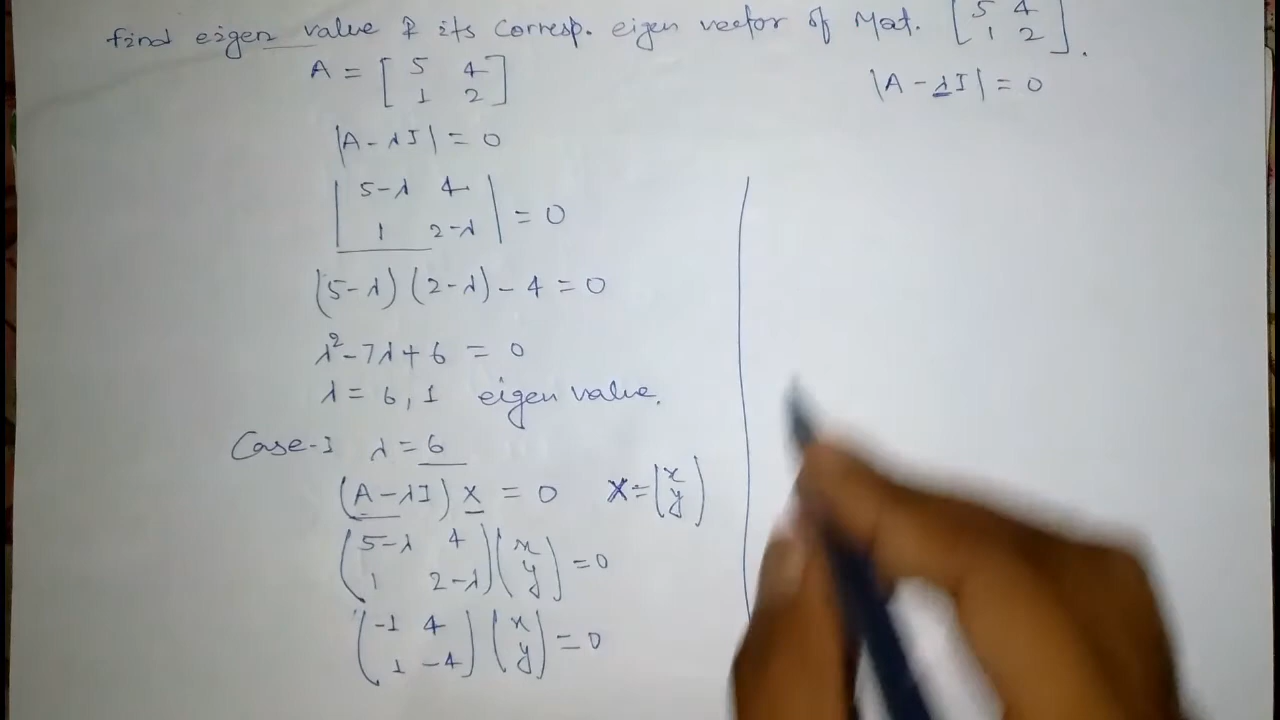 find eigen value & its corresp. eigen vector of Mat. [5 4
1 2].
A = [5 4
1 2]
|A - λI| = 0
|A - λI| = 0
|5-λ 4
1 2-λ| = 0
(5-λ) (2-λ) - 4 = 0
λ² - 7λ + 6 = 0
λ = 6, 1 eigen value.
Case-I λ = 6
(A - λI) X = 0 X = (x
y)
(5-λ 4
1 2-λ) (x
y) = 0
(-1 4
1 -4) (x
y) = 0